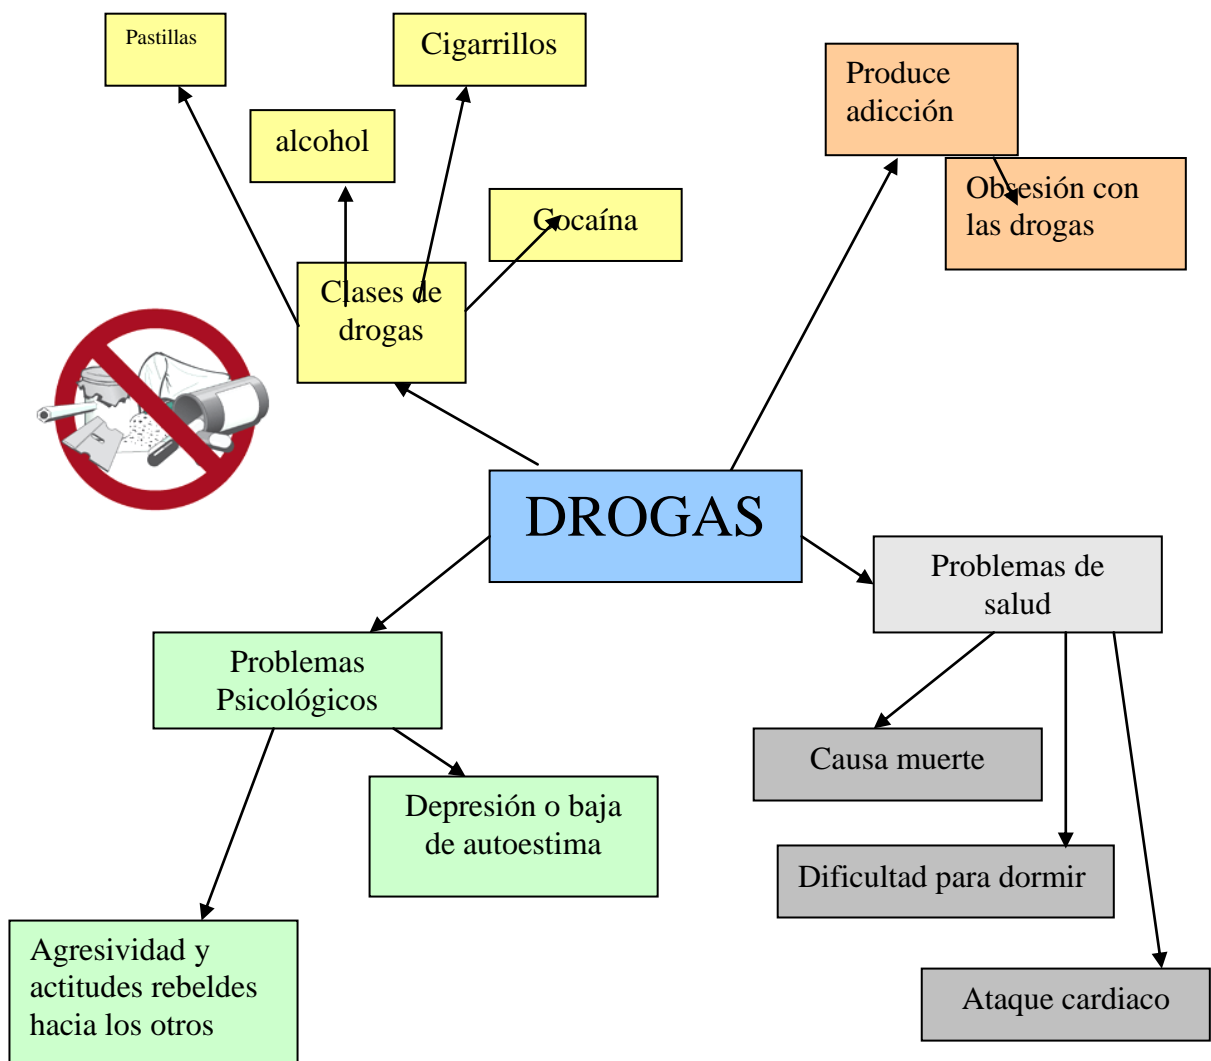 Pastillas
Cigarrillos
alcohol
Cocaína
Clases de
drogas
Produce
adicción
Obsesión con
las drogas
DROGAS
Problemas de
salud
Causa muerte
Dificultad para dormir
Ataque cardiaco
Problemas
Psicológicos
Depresión o baja
de autoestima
Agresividad y
actitudes rebeldes
hacia los otros